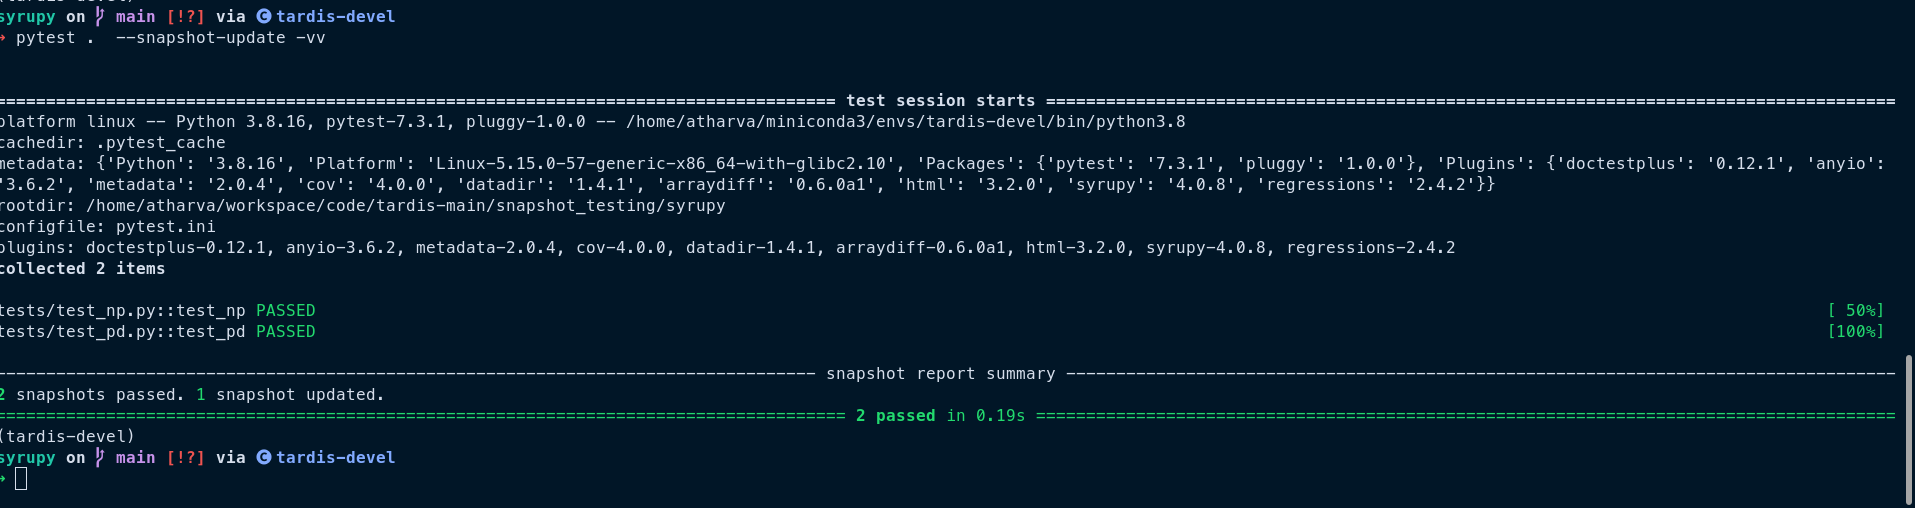 (tardis-devel)
syrupy on main [!?] via C tardis-devel
→ pytest .  --snapshot-update -vv
============ test session starts ============
platform linux -- Python 3.8.16, pytest-7.3.1, pluggy-1.0.0 -- /home/atharva/miniconda3/envs/tardis-devel/bin/python3.8
cachedir: .pytest_cache
metadata: {'Python': '3.8.16', 'Platform': 'Linux-5.15.0-57-generic-x86_64-with-glibc2.10', 'Packages': {'pytest': '7.3.1', 'pluggy': '1.0.0'}, 'Plugins': {'doctestplus': '0.12.1', 'anyio':
'3.6.2', 'metadata': '2.0.4', 'cov': '4.0.0', 'datadir': '1.4.1', 'arraydiff': '0.6.0a1', 'html': '3.2.0', 'syrupy': '4.0.8', 'regressions': '2.4.2'}}
rootdir: /home/atharva/workspace/code/tardis-main/snapshot_testing/syrupy
configfile: pytest.ini
plugins: doctestplus-0.12.1, anyio-3.6.2, metadata-2.0.4, cov-4.0.0, datadir-1.4.1, arraydiff-0.6.0a1, html-3.2.0, syrupy-4.0.8, regressions-2.4.2
collected 2 items
tests/test_np.py::test_np PASSED [ 50%]
tests/test_pd.py::test_pd PASSED [100%]
------------ snapshot report summary ------------
2 snapshots passed. 1 snapshot updated.
============ 2 passed in 0.19s ============
(tardis-devel)
syrupy on main [!?] via C tardis-devel
→